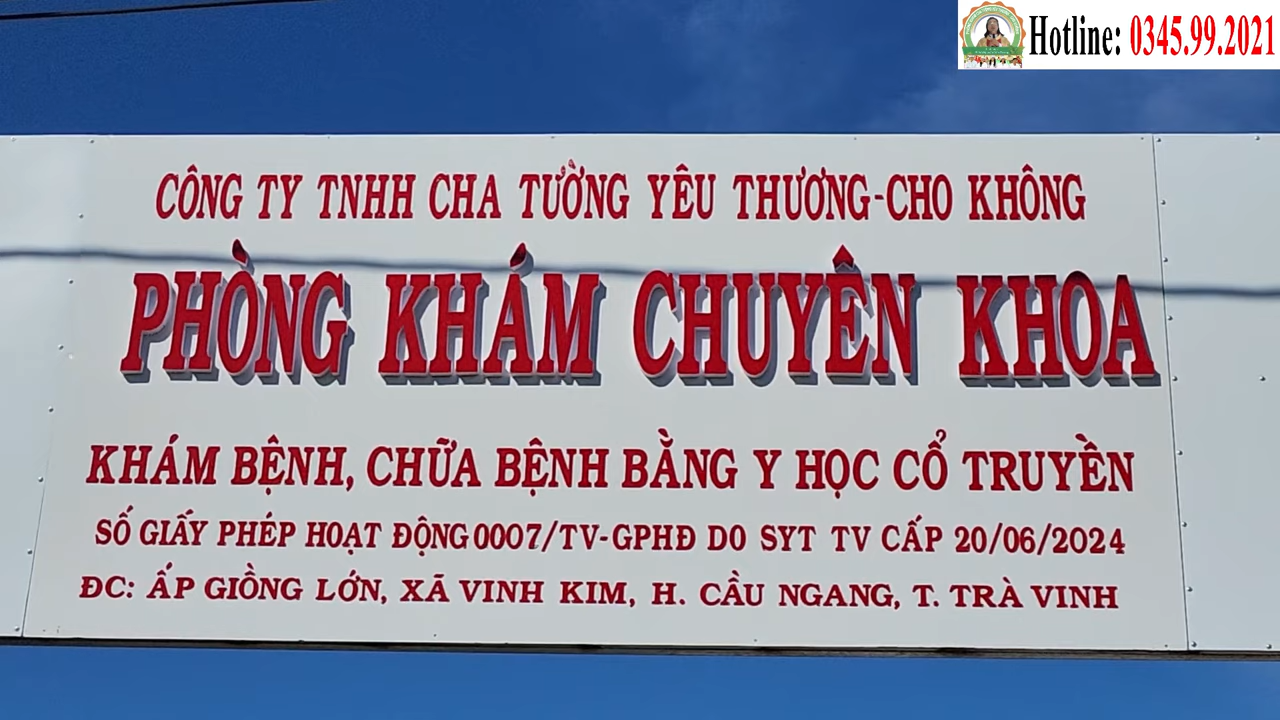 Hotline: 0345.99.2021
CÔNG TY TNHH CHA TƯỜNG YÊU THƯƠNG-CHO KHÔNG
PHÒNG KHÁM CHUYÊN KHOA
KHÁM BỆNH, CHỮA BỆNH BẰNG Y HỌC CỔ TRUYỀN
SỐ GIẤY PHÉP HOẠT ĐỘNG 0007/TV-GPHĐ DO SYT TV CẤP 20/06/2024
ĐC: ẤP GIỒNG LỚN, XÃ VINH KIM, H. CẦU NGANG, T. TRÀ VINH